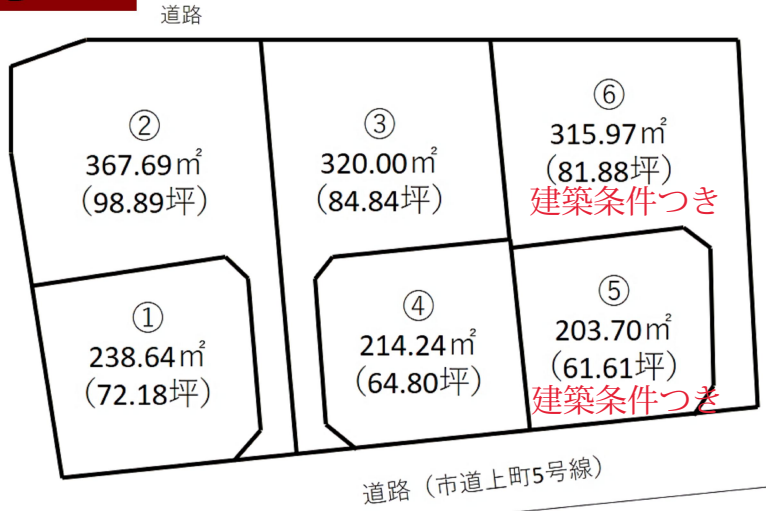 道路
②
367.69㎡
(98.89坪)
③
320.00㎡
(84.84坪)
⑥
315.97㎡
(81.88坪)
建築条件つき
①
238.64㎡
(72.18坪)
④
214.24㎡
(64.80坪)
⑤
203.70㎡
(61.61坪)
建築条件つき
道路（市道上町5号線）